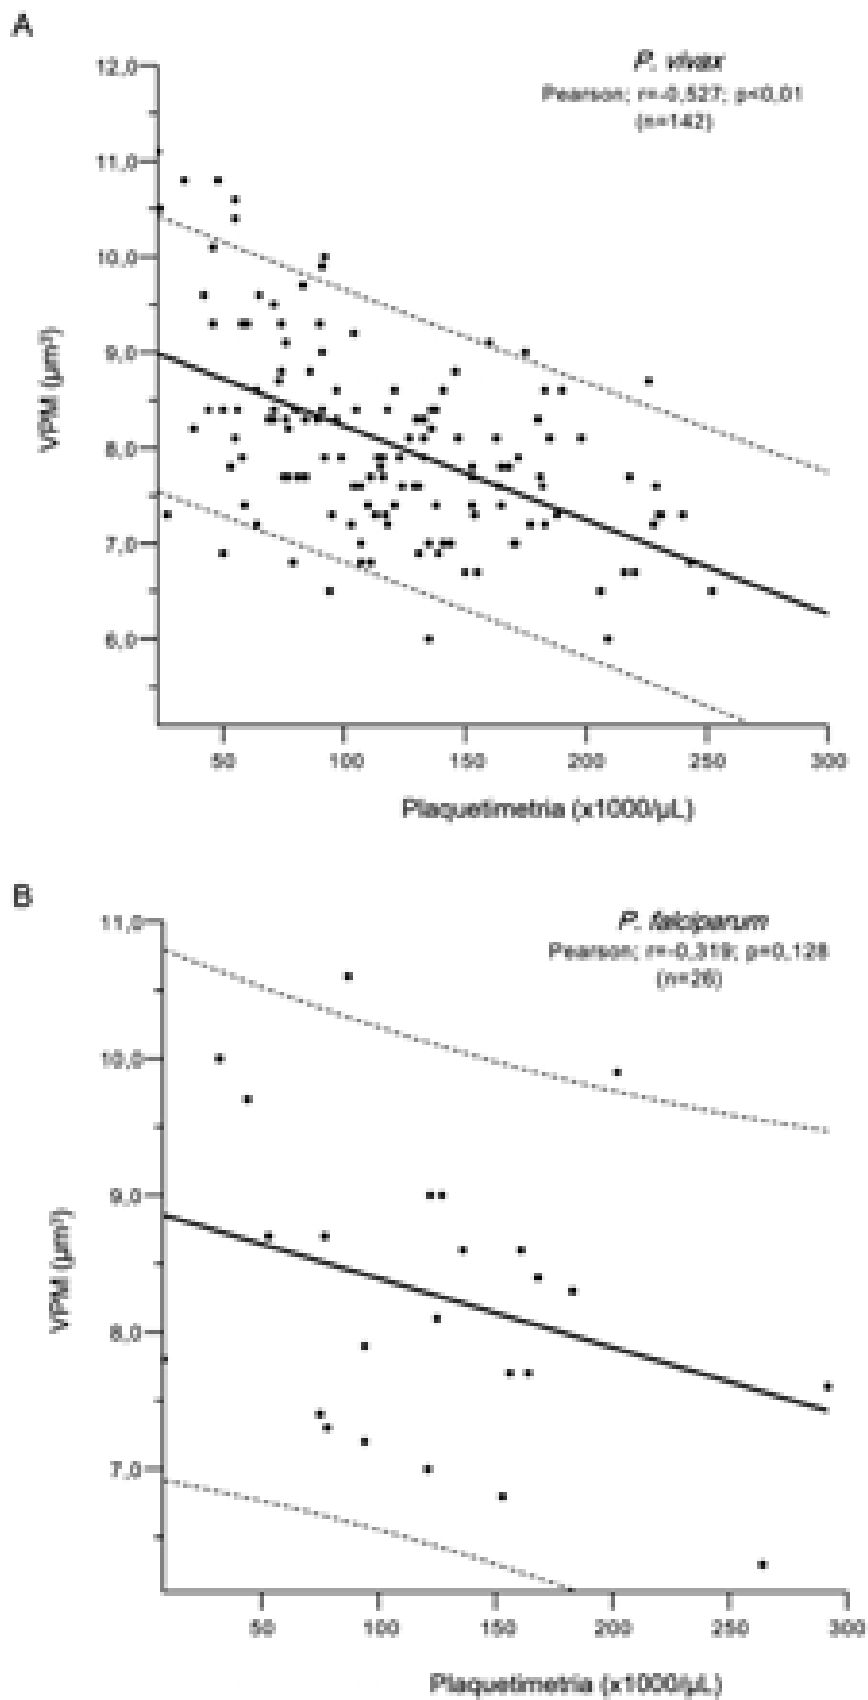 A
P. vivax
Pearson; r=-0,527; p<0,01
(n=142)
12,0
11,0
10,0
9,0
8,0
7,0
6,0
VPM (µm³)
50 100 150 200 250 300
Plaquetimetria (x1000/µL)
B
P. falciparum
Pearson; r=-0,319; p=0,128
(n=26)
11,0
10,0
9,0
8,0
7,0
VPM (µm³)
50 100 150 200 250 300
Plaquetimetria (x1000/µL)